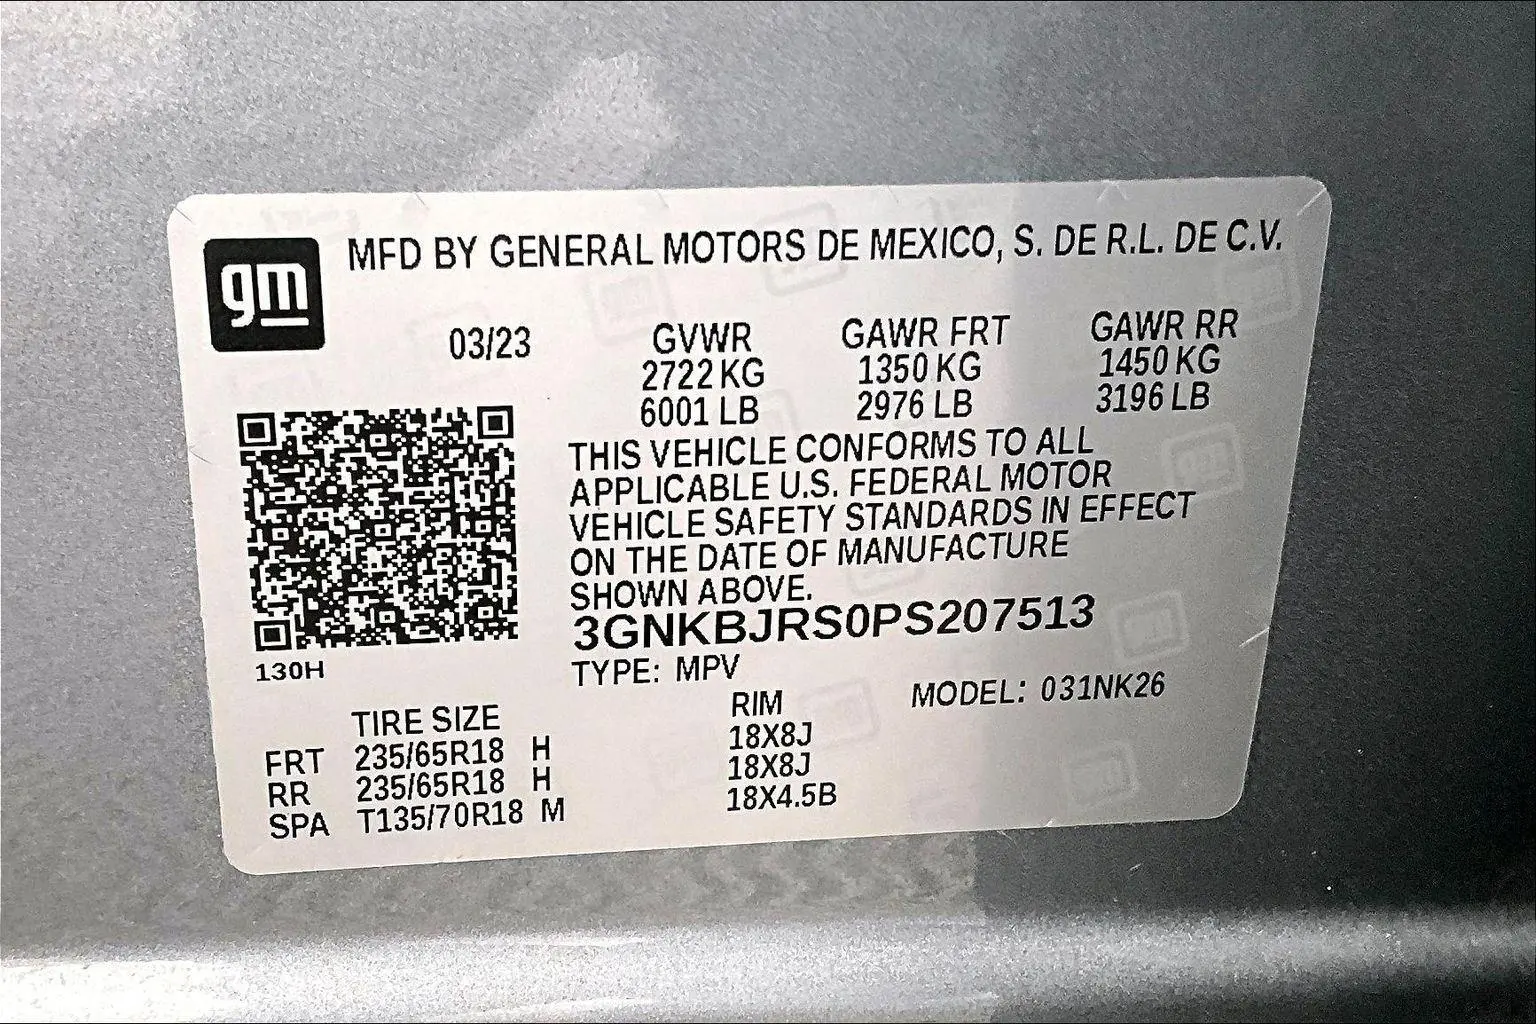 gm
MFD BY GENERAL MOTORS DE MEXICO, S. DE R.L. DE C.V.
03/23 GVWR GAWR FRT GAWR RR
2722 KG 1350 KG 1450 KG
6001 LB 2976 LB 3196 LB
THIS VEHICLE CONFORMS TO ALL
APPLICABLE U.S. FEDERAL MOTOR
VEHICLE SAFETY STANDARDS IN EFFECT
ON THE DATE OF MANUFACTURE
SHOWN ABOVE.
3GNKBJRS0PS207513
130H
TYPE: MPV MODEL: 031NK26
TIRE SIZE RIM
FRT 235/65R18 H 18X8J
RR 235/65R18 H 18X8J
SPA T135/70R18 M 18X4.5B